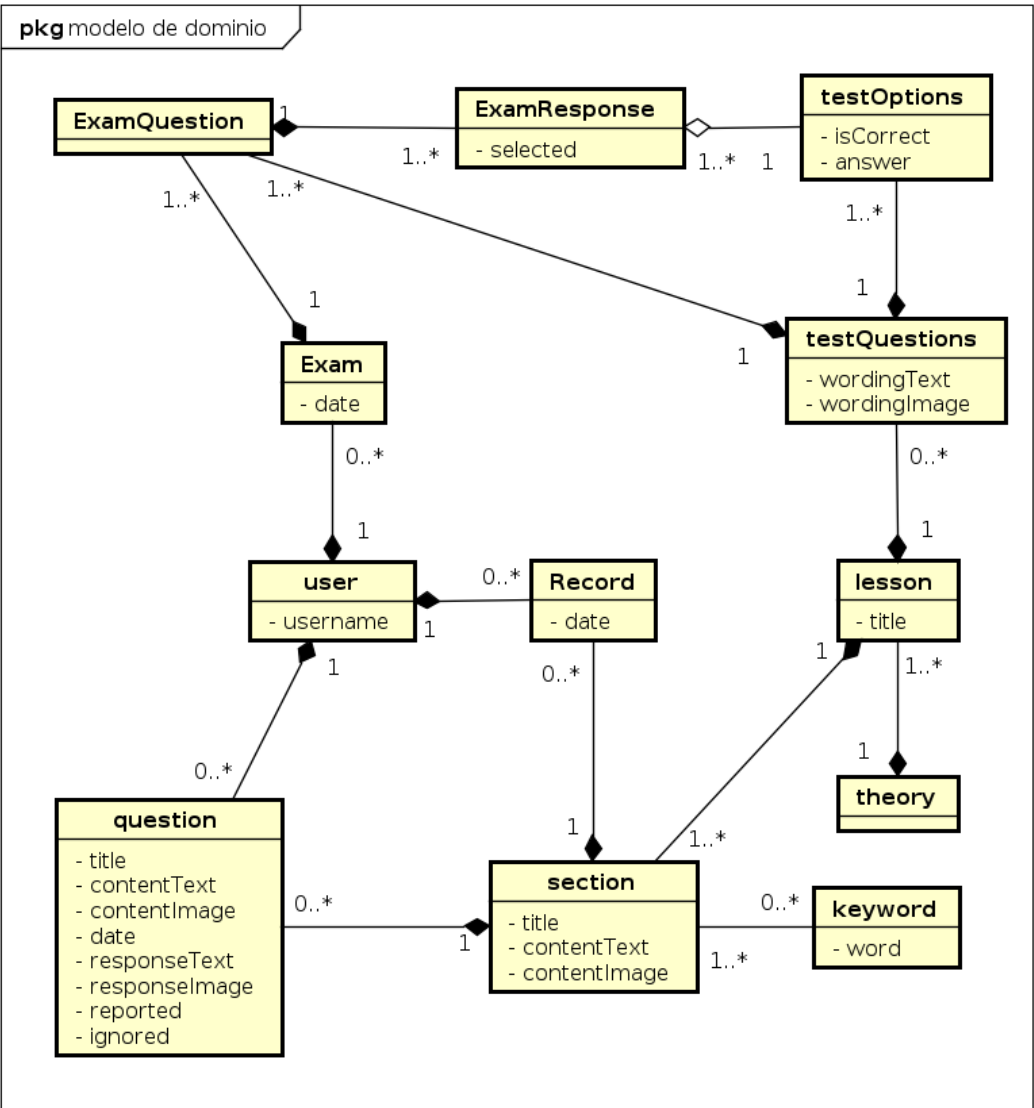 pkg modelo de dominio
ExamQuestion
1
1..*
ExamResponse
- selected
1..*
1
testOptions
- isCorrect
- answer
1..*
1..*
1..*
1
1
1
testQuestions
- wordingText
- wordingImage
Exam
- date
0..*
0..*
1
1
user
- username
0..*
1
Record
- date
lesson
- title
1
0..*
1
1..*
0..*
1
theory
question
- title
- contentText
- contentImage
- date
- responseText
- responseImage
- reported
- ignored
1
1..*
0..*
1
section
- title
- contentText
- contentImage
0..*
1..*
keyword
- word